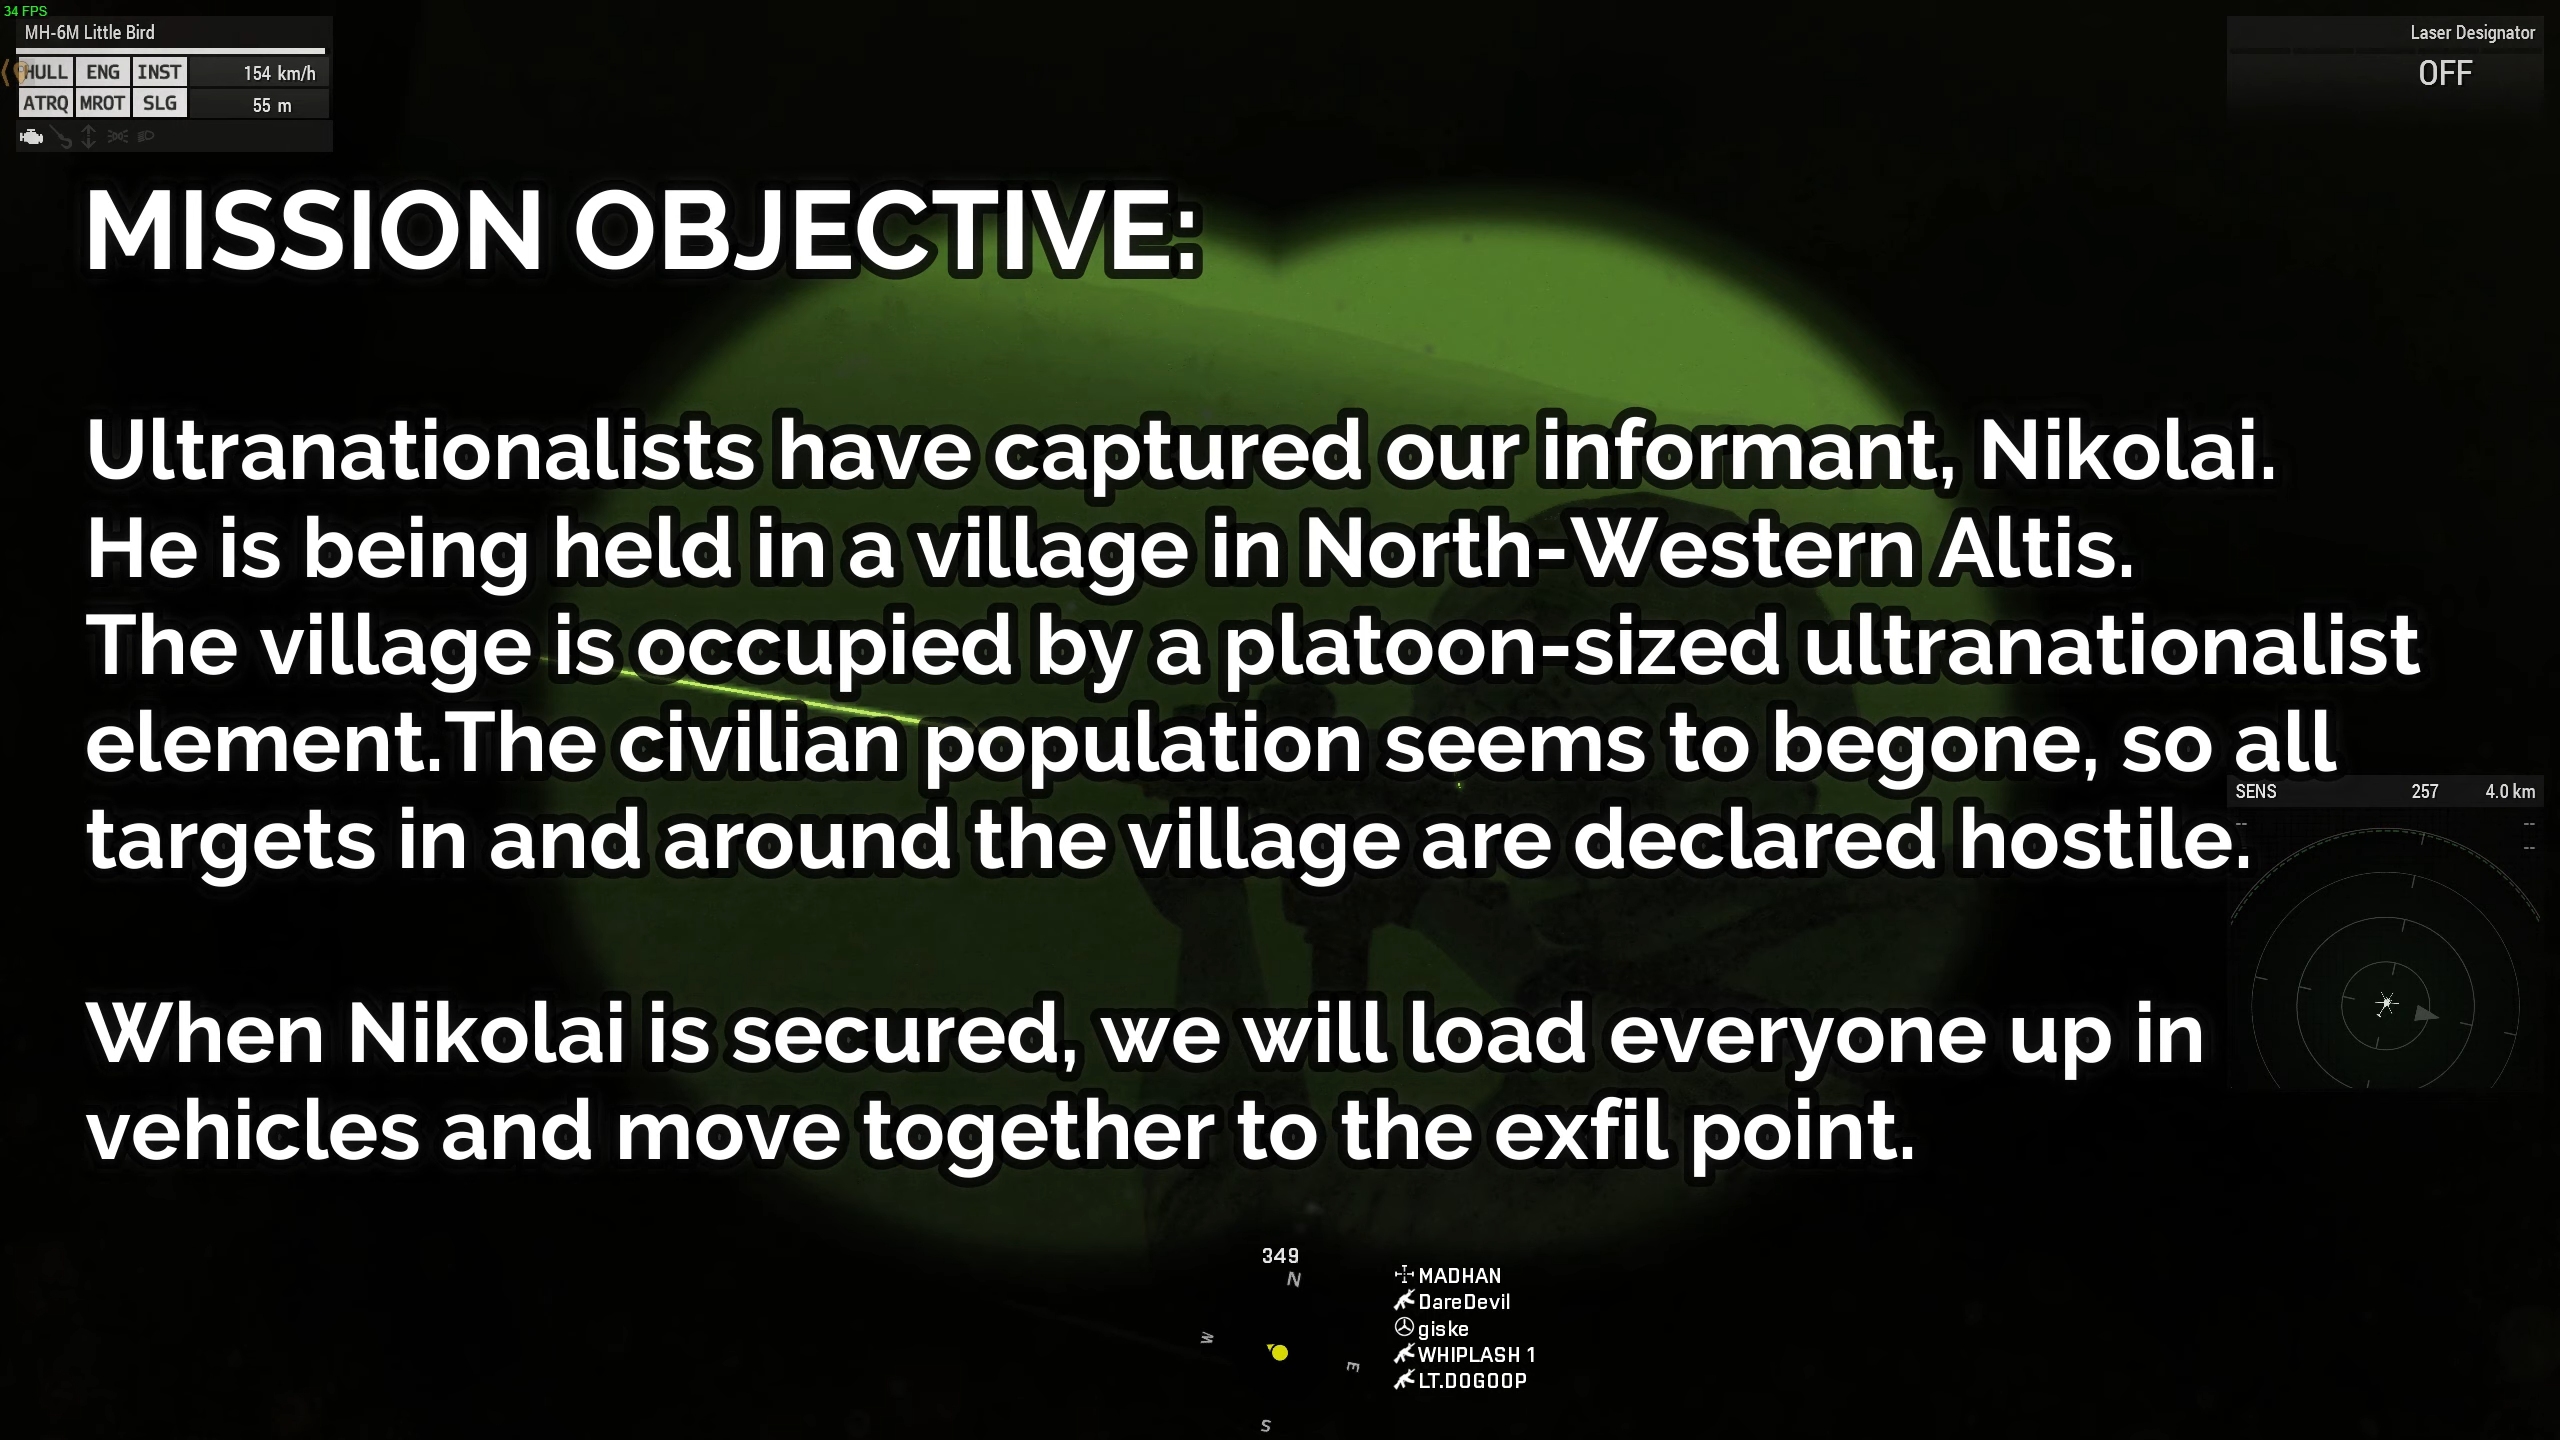 34 FPS
MH-6M Little Bird
HULL ENG INST 154 km/h
ATRQ MROT SLG 55 m
Laser Designator
OFF
MISSION OBJECTIVE:
Ultranationalists have captured our informant, Nikolai.
He is being held in a village in North-Western Altis.
The village is occupied by a platoon-sized ultranationalist
element.The civilian population seems to begone, so all
targets in and around the village are declared hostile.
SENS 257 4.0 km
--
--
--
When Nikolai is secured, we will load everyone up in
vehicles and move together to the exfil point.
349
N
W
E
S
MADHAN
DareDevil
giske
WHIPLASH 1
LT.DOGOOP